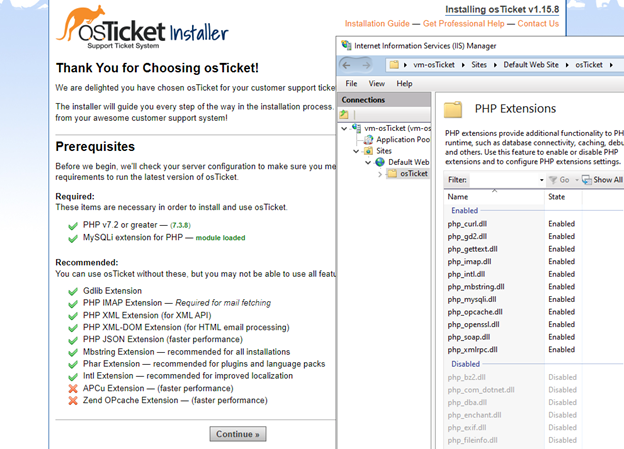 osTicket Installer
Support Ticket System
Installing osTicket v1.15.8
Installation Guide — Get Professional Help — Contact Us
Thank You for Choosing osTicket!
We are delighted you have chosen osTicket for your customer support ticke
The installer will guide you every step of the way in the installation process.
from your awesome customer support system!
Prerequisites
Before we begin, we'll check your server configuration to make sure you me
requirements to run the latest version of osTicket.
Required:
These items are necessary in order to install and use osTicket.
PHP v7.2 or greater — (7.3.8)
MySQLi extension for PHP — module loaded
Recommended:
You can use osTicket without these, but you may not be able to use all featu
Gdlib Extension
PHP IMAP Extension — Required for mail fetching
PHP XML Extension (for XML API)
PHP XML-DOM Extension (for HTML email processing)
PHP JSON Extension (faster performance)
Mbstring Extension — recommended for all installations
Phar Extension — recommended for plugins and language packs
Intl Extension — recommended for improved localization
APCu Extension — (faster performance)
Zend OPcache Extension — (faster performance)
Continue »
Internet Information Services (IIS) Manager
vm-osTicket ▸ Sites ▸ Default Web Site ▸ osTicket ▸
File View Help
Connections
vm-osTicket (vm-os
Application Poo
Sites
Default Web
osTicket
PHP Extensions
PHP extensions provide additional functionality to PH
runtime, such as database connectivity, caching, debu
and others. Use this feature to enable or disable PHP
extensions and to configure PHP extensions settings.
Filter: Go Show All
Name State
Enabled
php_curl.dll Enabled
php_gd2.dll Enabled
php_gettext.dll Enabled
php_imap.dll Enabled
php_intl.dll Enabled
php_mbstring.dll Enabled
php_mysqli.dll Enabled
php_opcache.dll Enabled
php_openssl.dll Enabled
php_soap.dll Enabled
php_xmlrpc.dll Enabled
Disabled
php_bz2.dll Disabled
php_com_dotnet.dll Disabled
php_dba.dll Disabled
php_enchant.dll Disabled
php_exif.dll Disabled
php_fileinfo.dll Disabled